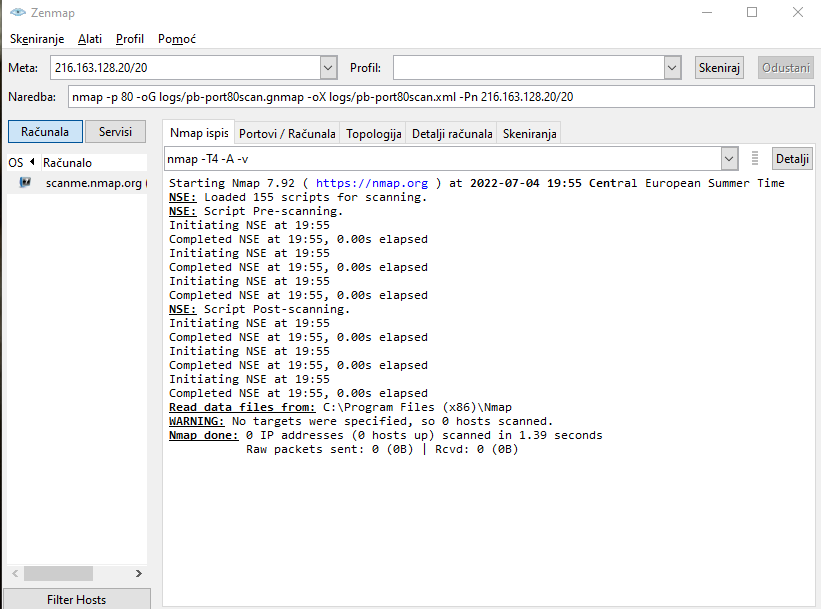 Zenmap
Skeniranje Alati Profil Pomoć
Meta: 216.163.128.20/20 Profil: Skeniraj Odustani
Naredba: nmap -p 80 -oG logs/pb-port80scan.gnmap -oX logs/pb-port80scan.xml -Pn 216.163.128.20/20
Računala Servisi
OS Računalo
scanme.nmap.org (
Filter Hosts
Nmap ispis Portovi / Računala Topologija Detalji računala Skeniranja
nmap -T4 -A -v Detalji
Starting Nmap 7.92 ( https://nmap.org ) at 2022-07-04 19:55 Central European Summer Time
NSE: Loaded 155 scripts for scanning.
NSE: Script Pre-scanning.
Initiating NSE at 19:55
Completed NSE at 19:55, 0.00s elapsed
Initiating NSE at 19:55
Completed NSE at 19:55, 0.00s elapsed
Initiating NSE at 19:55
Completed NSE at 19:55, 0.00s elapsed
NSE: Script Post-scanning.
Initiating NSE at 19:55
Completed NSE at 19:55, 0.00s elapsed
Initiating NSE at 19:55
Completed NSE at 19:55, 0.00s elapsed
Initiating NSE at 19:55
Completed NSE at 19:55, 0.00s elapsed
Read data files from: C:\Program Files (x86)\Nmap
WARNING: No targets were specified, so 0 hosts scanned.
Nmap done: 0 IP addresses (0 hosts up) scanned in 1.39 seconds
Raw packets sent: 0 (0B) | Rcvd: 0 (0B)